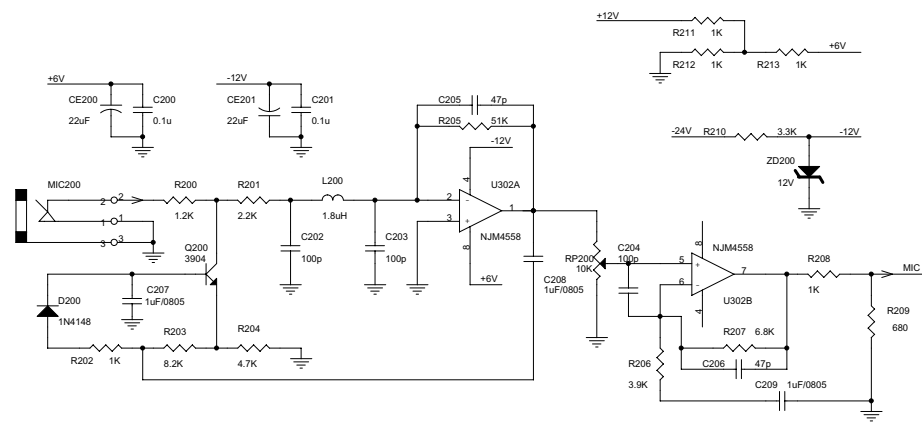 +12V
R211 1K
+6V
R212 1K
R213 1K
+6V
CE200
22uF
C200
0.1u
-12V
CE201
22uF
C201
0.1u
C205 47p
R205 51K
-12V
-24V R210 3.3K -12V
ZD200
12V
MIC200
2 2
1 1
3 3
R200
1.2K
R201
2.2K
L200
1.8uH
C202
100p
C203
100p
4
2
3
8
1
-
+
U302A
NJM4558
+6V
Q200
3904
D200
1N4148
C207
1uF/0805
R202 1K
R203
8.2K
R204
4.7K
C208
1uF/0805
RP200
10K
C204
100p
8
5
6
4
7
+
-
NJM4558
U302B
R208
1K
MIC
R209
680
R207 6.8K
C206 47p
R206
3.9K
C209 1uF/0805